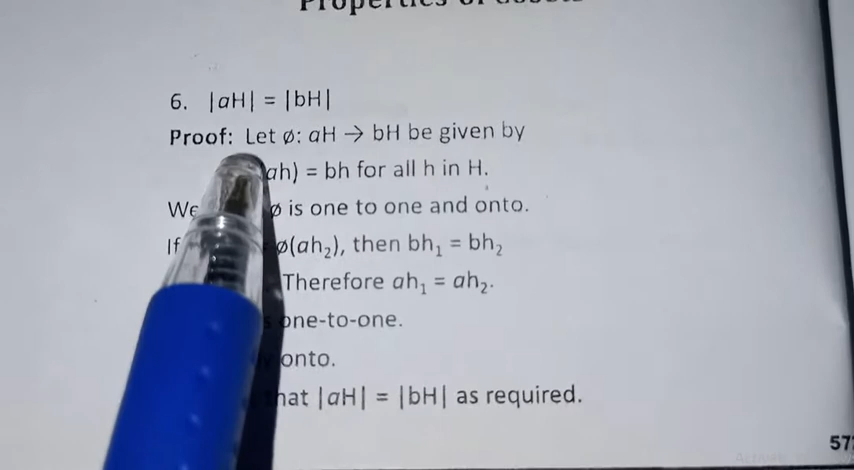 6. |aH| = |bH|
Proof: Let ø: aH → bH be given by
ah) = bh for all h in H.
We ø is one to one and onto.
If ø(ah₂), then bh₁ = bh₂
Therefore ah₁ = ah₂.
one-to-one.
onto.
that |aH| = |bH| as required.